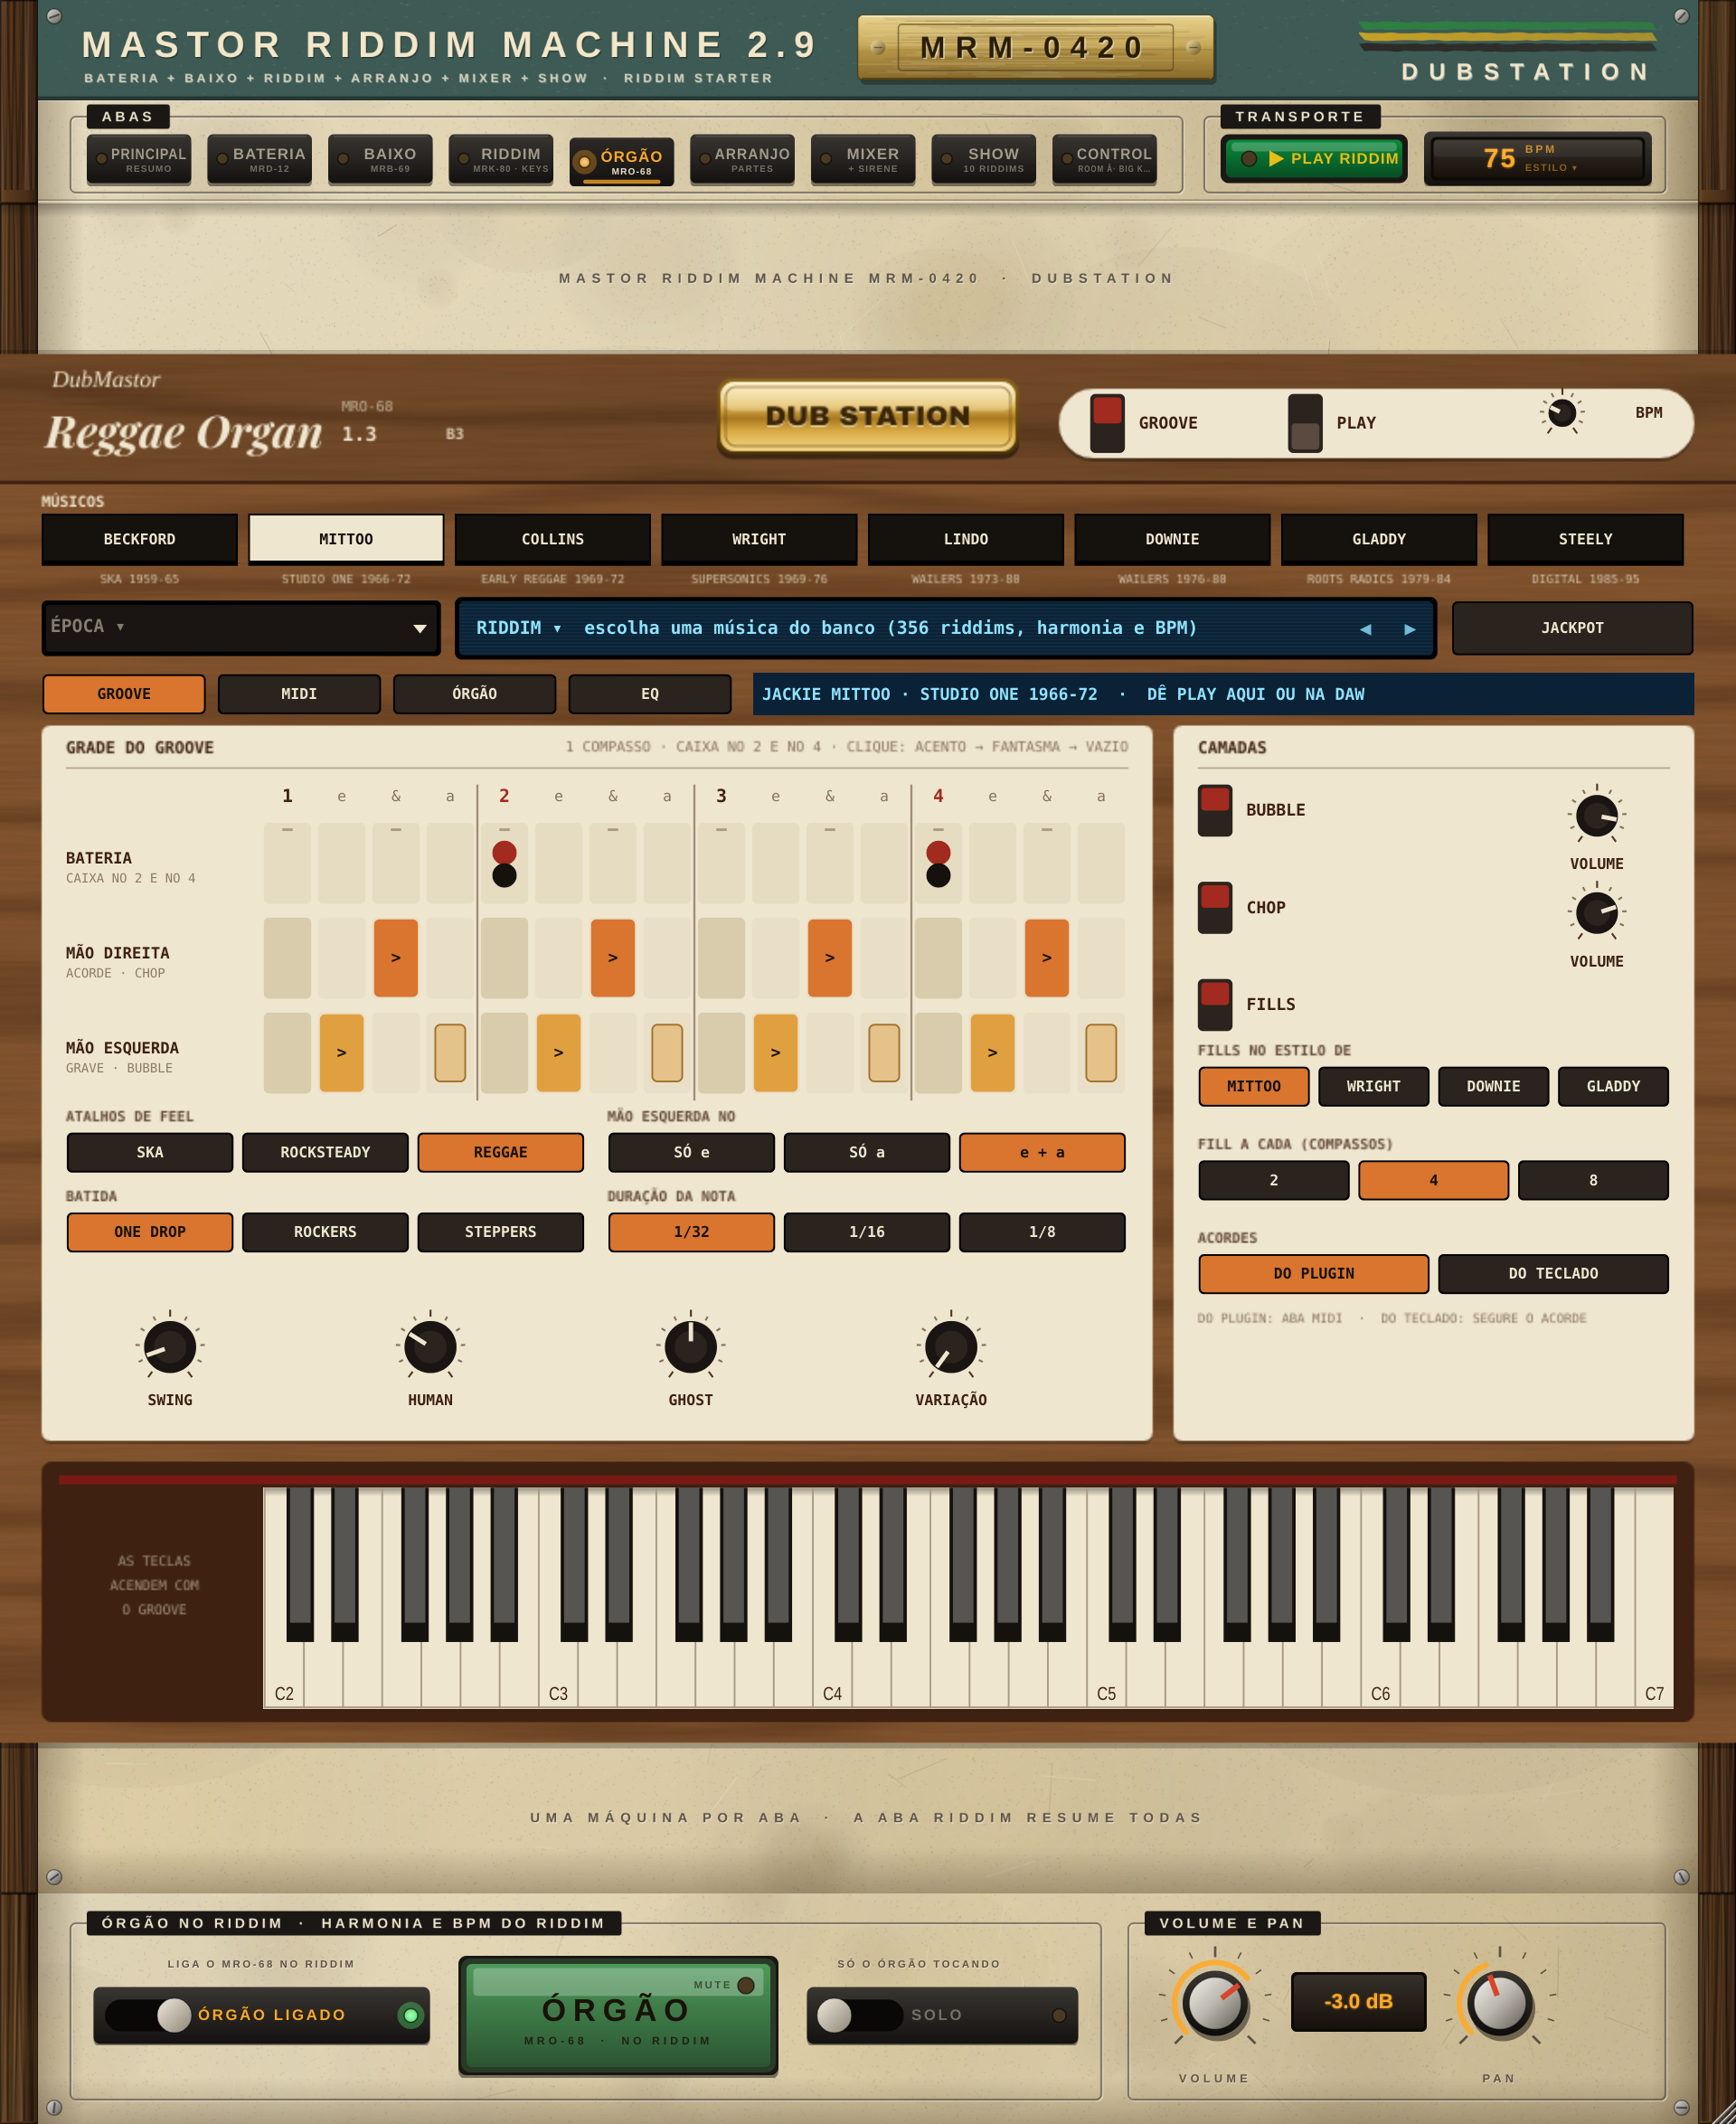 MASTOR RIDDIM MACHINE 2.9
BATERIA + BAIXO + RIDDIM + ARRANJO + MIXER + SHOW · RIDDIM STARTER
MRM-0420
DUBSTATION
ABAS
TRANSPORTE
PRINCIPAL
RESUMO
BATERIA
MRD-12
BAIXO
MRB-69
RIDDIM
MRK-80 · KEYS
ÓRGÃO
MRO-68
ARRANJO
PARTES
MIXER
+ SIRENE
SHOW
10 RIDDIMS
CONTROL
ROOM Â· BIG K...
PLAY RIDDIM
75
BPM
ESTILO ▾
MASTOR RIDDIM MACHINE MRM-0420 · DUBSTATION
DubMastor
Reggae Organ
MRO-68
1.3
B3
DUB STATION
GROOVE
PLAY
BPM
MÚSICOS
BECKFORD
MITTOO
COLLINS
WRIGHT
LINDO
DOWNIE
GLADDY
STEELY
SKA 1959-65
STUDIO ONE 1966-72
EARLY REGGAE 1969-72
SUPERSONICS 1969-76
WAILERS 1973-88
WAILERS 1976-88
ROOTS RADICS 1979-84
DIGITAL 1985-95
ÉPOCA ▾
RIDDIM ▾ escolha uma música do banco (356 riddims, harmonia e BPM)
◀ ▶
JACKPOT
GROOVE
MIDI
ÓRGÃO
EQ
JACKIE MITTOO · STUDIO ONE 1966-72 · DÊ PLAY AQUI OU NA DAW
GRADE DO GROOVE
1 COMPASSO · CAIXA NO 2 E NO 4 · CLIQUE: ACENTO → FANTASMA → VAZIO
1 e & a 2 e & a 3 e & a 4 e & a
BATERIA
CAIXA NO 2 E NO 4
MÃO DIREITA
ACORDE · CHOP
> > > >
MÃO ESQUERDA
GRAVE · BUBBLE
> > > >
ATALHOS DE FEEL
MÃO ESQUERDA NO
SKA
ROCKSTEADY
REGGAE
SÓ e
SÓ a
e + a
BATIDA
DURAÇÃO DA NOTA
ONE DROP
ROCKERS
STEPPERS
1/32
1/16
1/8
SWING
HUMAN
GHOST
VARIAÇÃO
CAMADAS
BUBBLE
VOLUME
CHOP
VOLUME
FILLS
FILLS NO ESTILO DE
MITTOO
WRIGHT
DOWNIE
GLADDY
FILL A CADA (COMPASSOS)
2
4
8
ACORDES
DO PLUGIN
DO TECLADO
DO PLUGIN: ABA MIDI · DO TECLADO: SEGURE O ACORDE
AS TECLAS
ACENDEM COM
O GROOVE
C2 C3 C4 C5 C6 C7
UMA MÁQUINA POR ABA · A ABA RIDDIM RESUME TODAS
ÓRGÃO NO RIDDIM · HARMONIA E BPM DO RIDDIM
VOLUME E PAN
LIGA O MRO-68 NO RIDDIM
ÓRGÃO LIGADO
MUTE
ÓRGÃO
MRO-68 · NO RIDDIM
SÓ O ÓRGÃO TOCANDO
SOLO
-3.0 dB
VOLUME
PAN